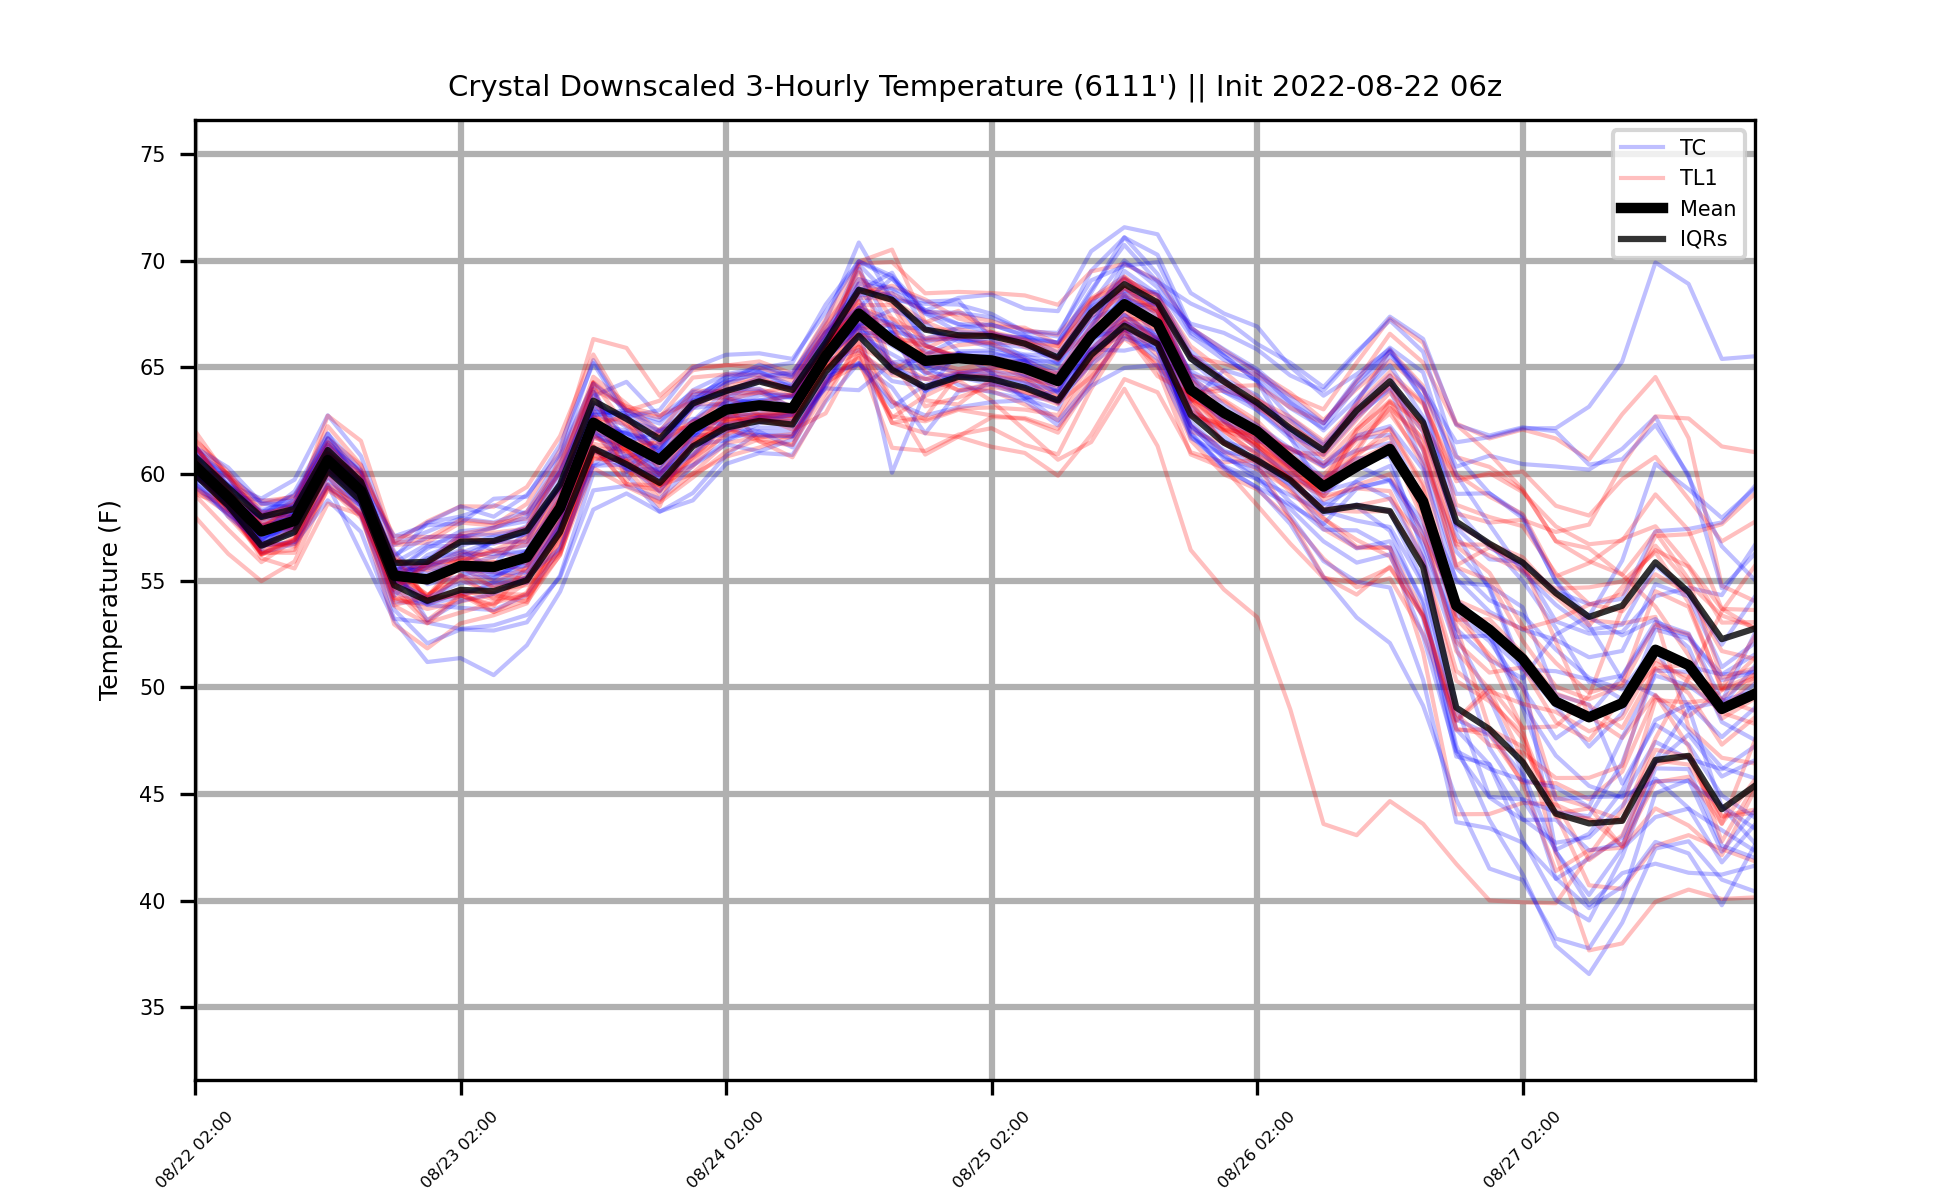 Crystal Downscaled 3-Hourly Temperature (6111') || Init 2022-08-22 06z
TC
TL1
Mean
IQRs
Temperature (F)
75
70
65
60
55
50
45
40
35
08/22 02:00
08/23 02:00
08/24 02:00
08/25 02:00
08/26 02:00
08/27 02:00